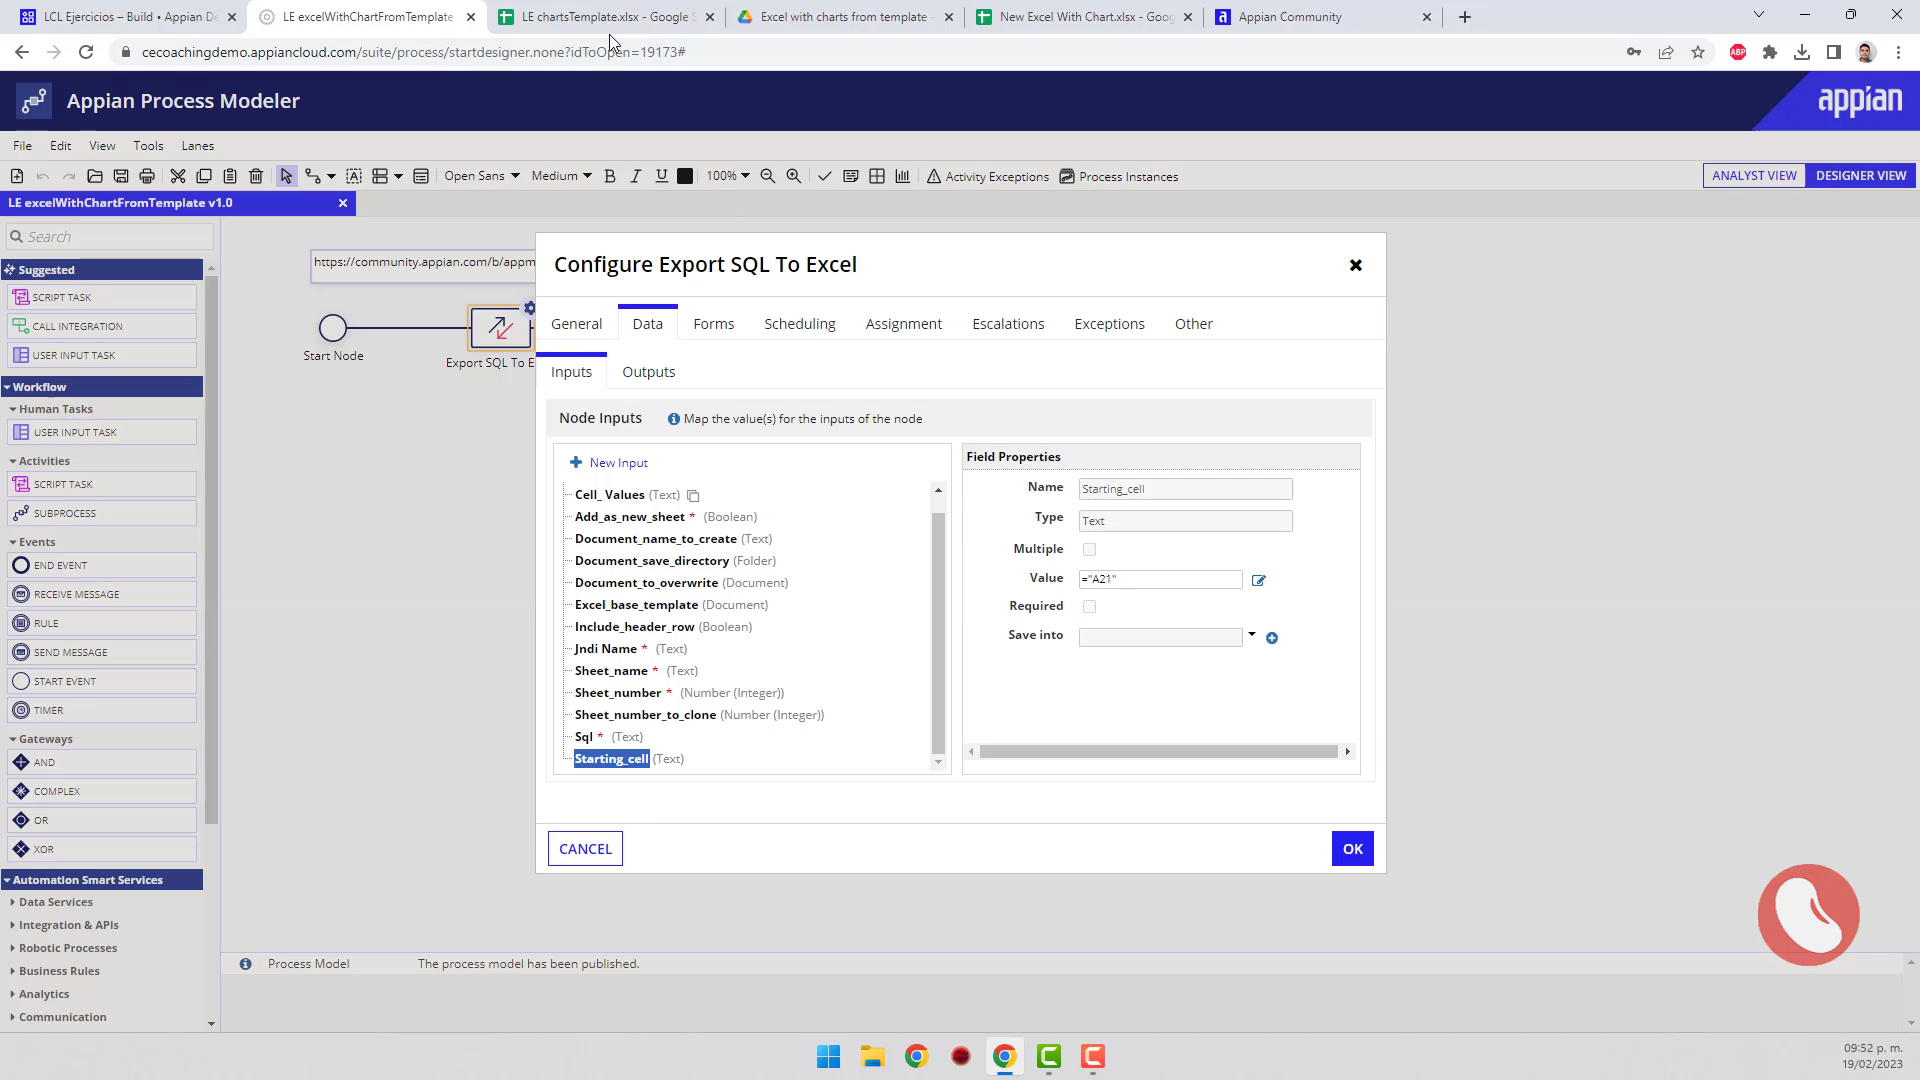 LCL Ejercicios – Build • Appian De
LE excelWithChartFromTemplate
LE chartsTemplate.xlsx - Google S
Excel with charts from template -
New Excel With Chart.xlsx - Goog
Appian Community
cecoachingdemo.appiancloud.com/suite/process/startdesigner.none?idToOpen=19173#
ABP
Appian Process Modeler
appian
File Edit View Tools Lanes
Open Sans Medium B I U 100% Activity Exceptions Process Instances
ANALYST VIEW DESIGNER VIEW
LE excelWithChartFromTemplate v1.0
Search
Suggested
SCRIPT TASK
CALL INTEGRATION
USER INPUT TASK
Workflow
Human Tasks
USER INPUT TASK
Activities
SCRIPT TASK
SUBPROCESS
Events
END EVENT
RECEIVE MESSAGE
RULE
SEND MESSAGE
START EVENT
TIMER
Gateways
AND
COMPLEX
OR
XOR
Automation Smart Services
Data Services
Integration & APIs
Robotic Processes
Business Rules
Analytics
Communication
https://community.appian.com/b/appm
Start Node
Export SQL To E
Configure Export SQL To Excel
General Data Forms Scheduling Assignment Escalations Exceptions Other
Inputs Outputs
Node Inputs Map the value(s) for the inputs of the node
New Input
Cell_ Values (Text)
Add_as_new_sheet * (Boolean)
Document_name_to_create (Text)
Document_save_directory (Folder)
Document_to_overwrite (Document)
Excel_base_template (Document)
Include_header_row (Boolean)
Jndi Name * (Text)
Sheet_name * (Text)
Sheet_number * (Number (Integer))
Sheet_number_to_clone (Number (Integer))
Sql * (Text)
Starting_cell (Text)
Field Properties
Name Starting_cell
Type Text
Multiple
Value ="A21"
Required
Save into
CANCEL OK
Process Model The process model has been published.
09:52 p. m.
19/02/2023